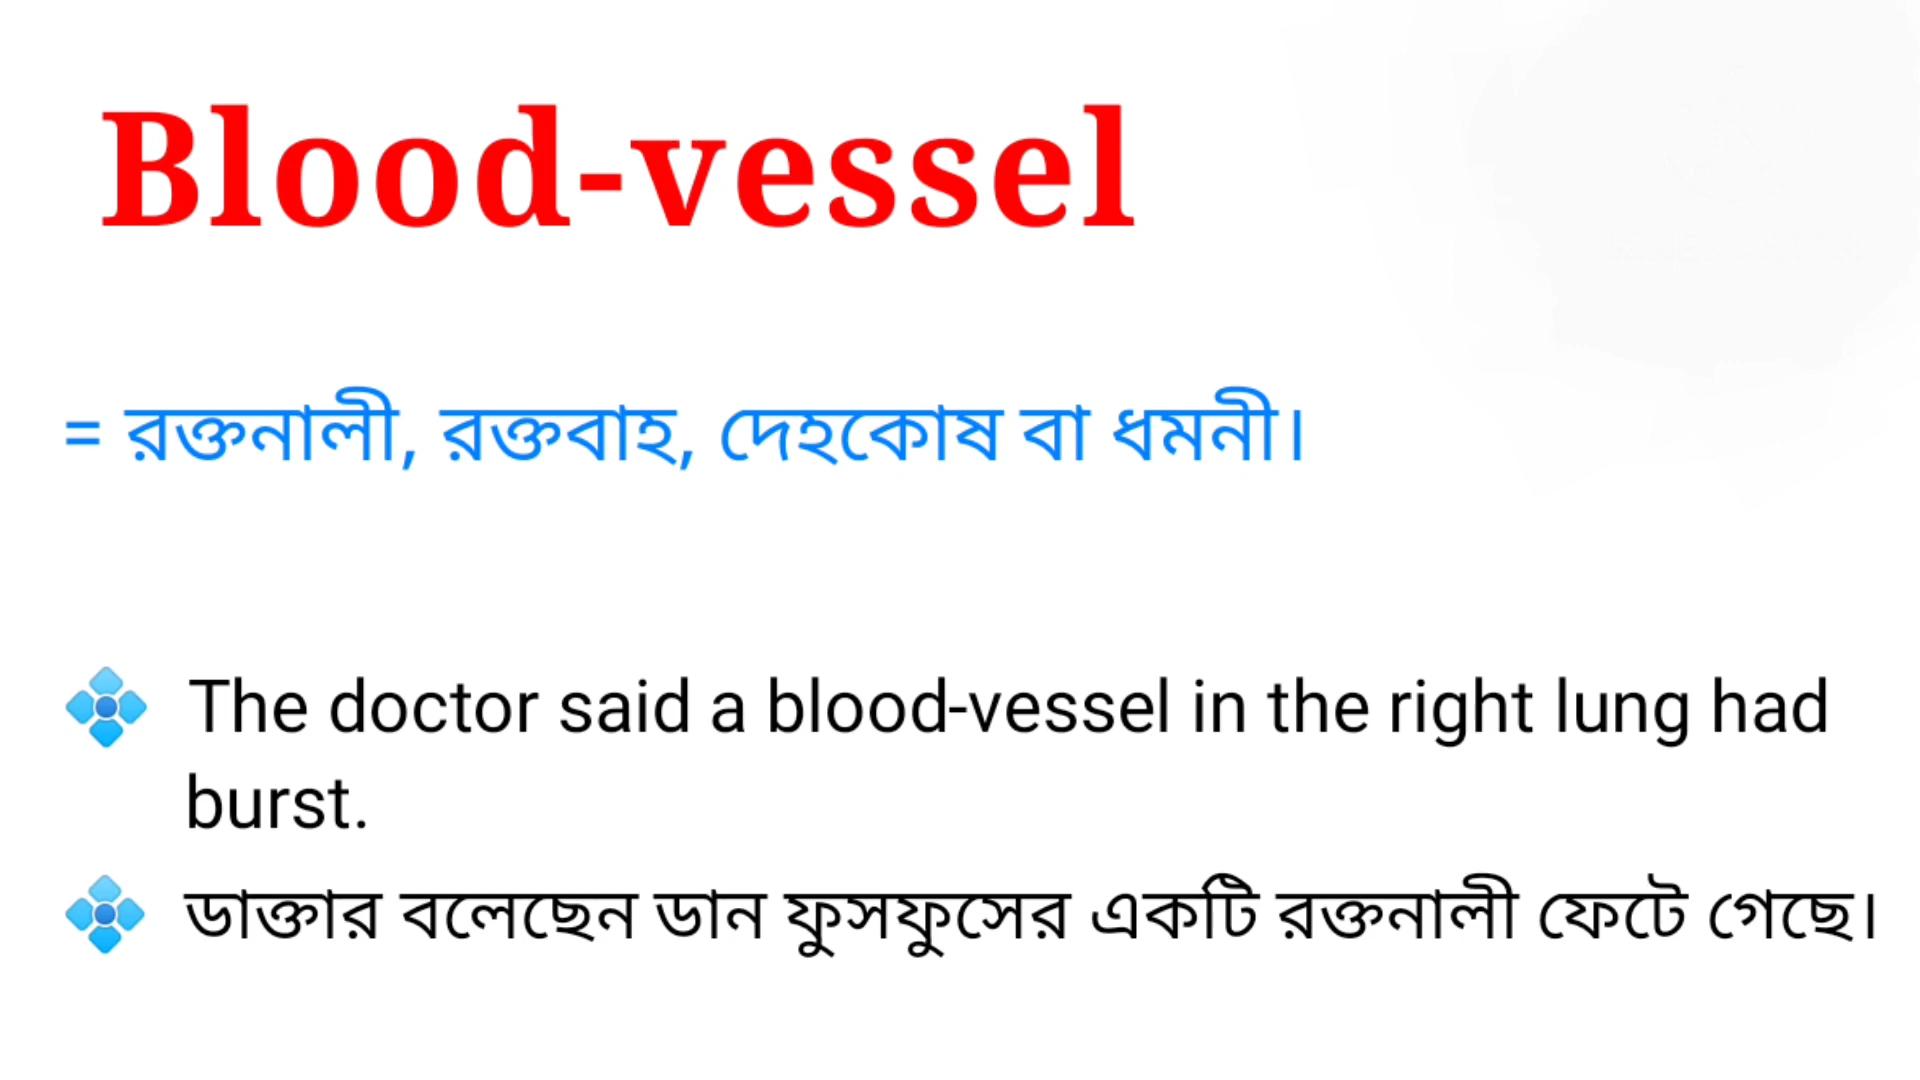 Blood-vessel
= রক্তনালী, রক্তবাহ, দেহকোষ বা ধমনী।
The doctor said a blood-vessel in the right lung had
burst.
ডাক্তার বলেছেন ডান ফুসফুসের একটি রক্তনালী ফেটে গেছে।